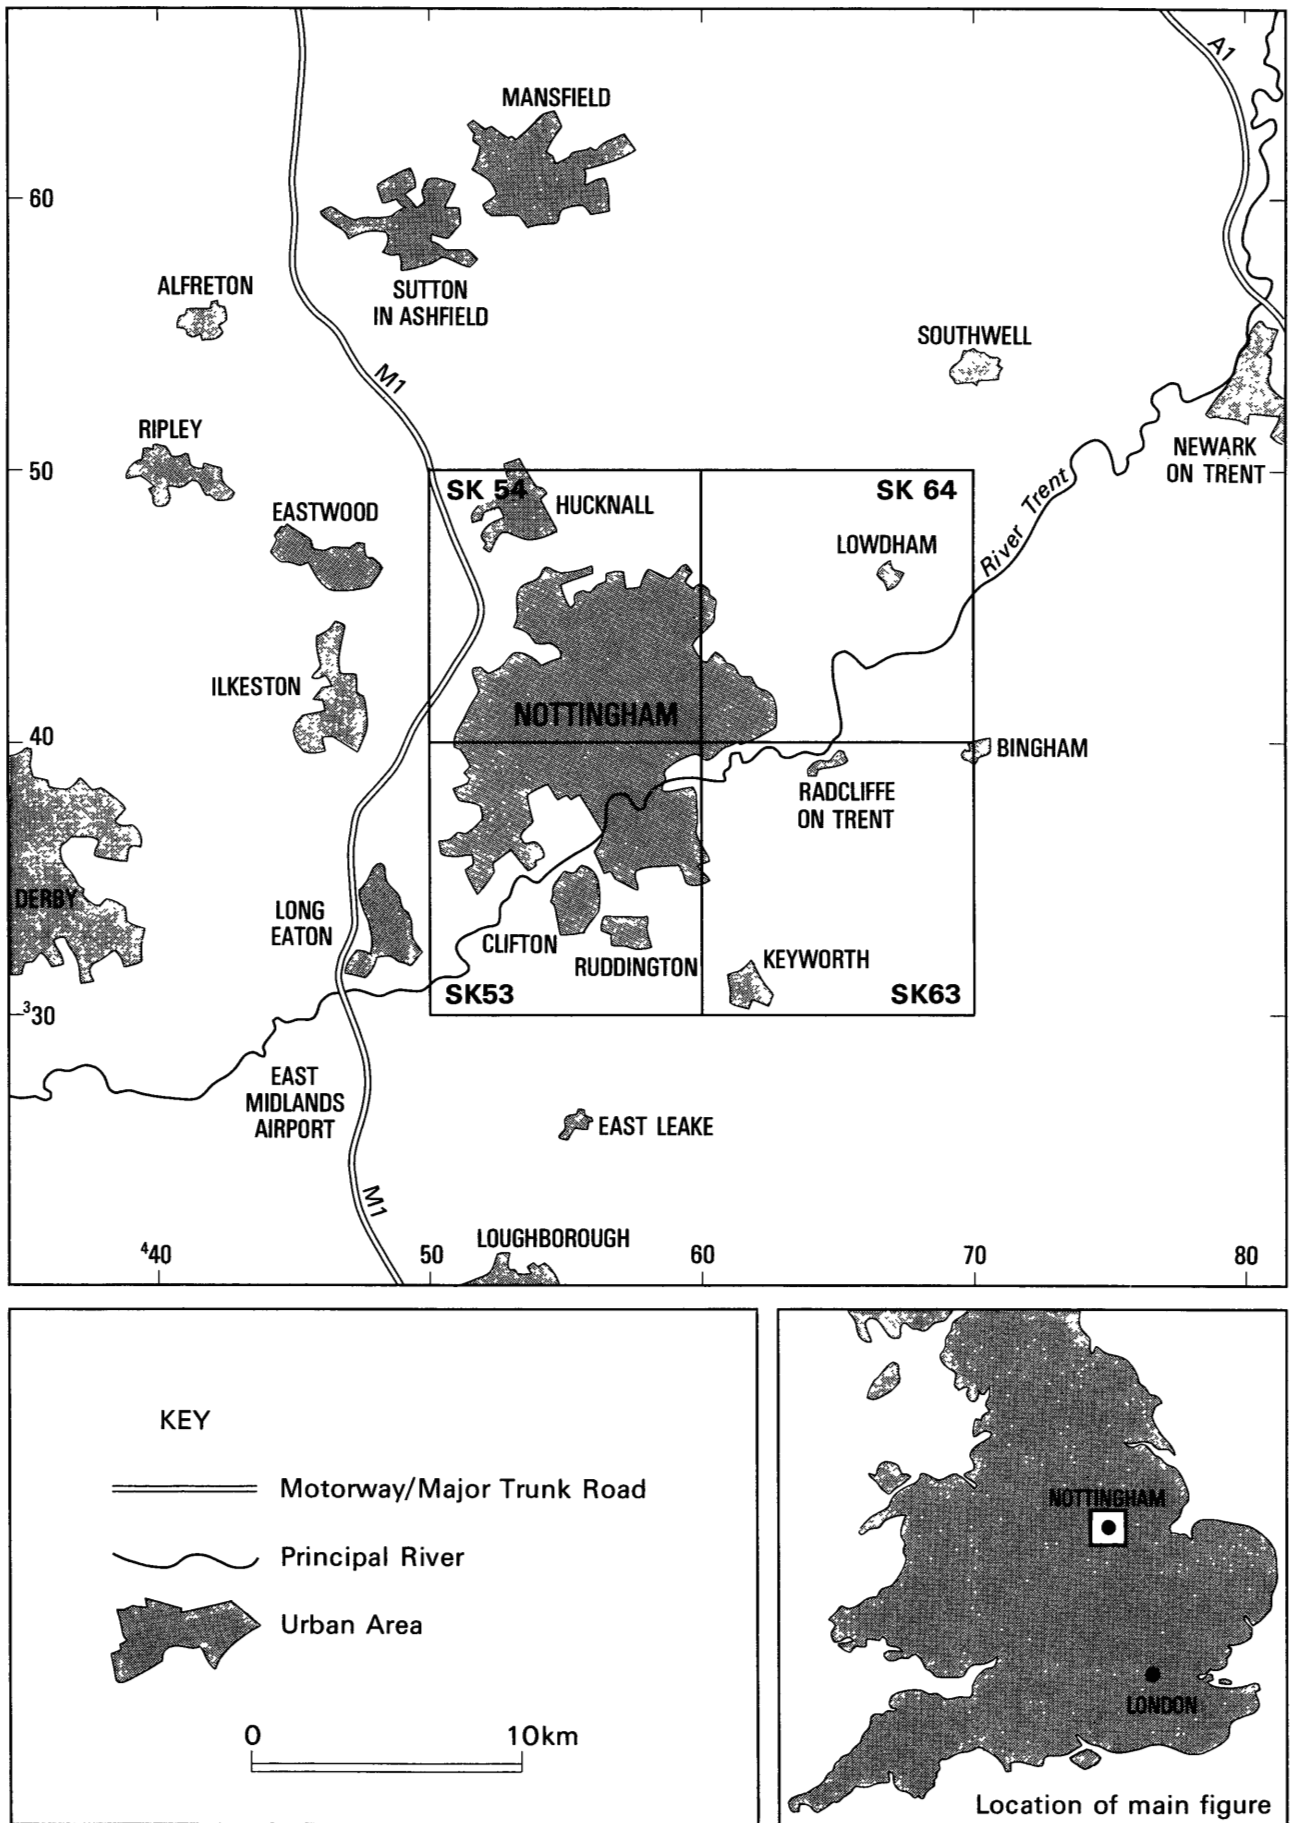 A1
MANSFIELD
60
ALFRETON
SUTTON
IN ASHFIELD
SOUTHWELL
M1
RIPLEY
NEWARK
ON TRENT
50
SK 54
SK 64
River Trent
EASTWOOD
HUCKNALL
LOWDHAM
ILKESTON
NOTTINGHAM
40
BINGHAM
RADCLIFFE
ON TRENT
DERBY
LONG
EATON
CLIFTON
RUDDINGTON
KEYWORTH
SK53
SK63
³30
EAST
MIDLANDS
AIRPORT
EAST LEAKE
M1
LOUGHBOROUGH
⁴40
50
60
70
80
KEY
Motorway/Major Trunk Road
Principal River
Urban Area
0
10km
NOTTINGHAM
LONDON
Location of main figure